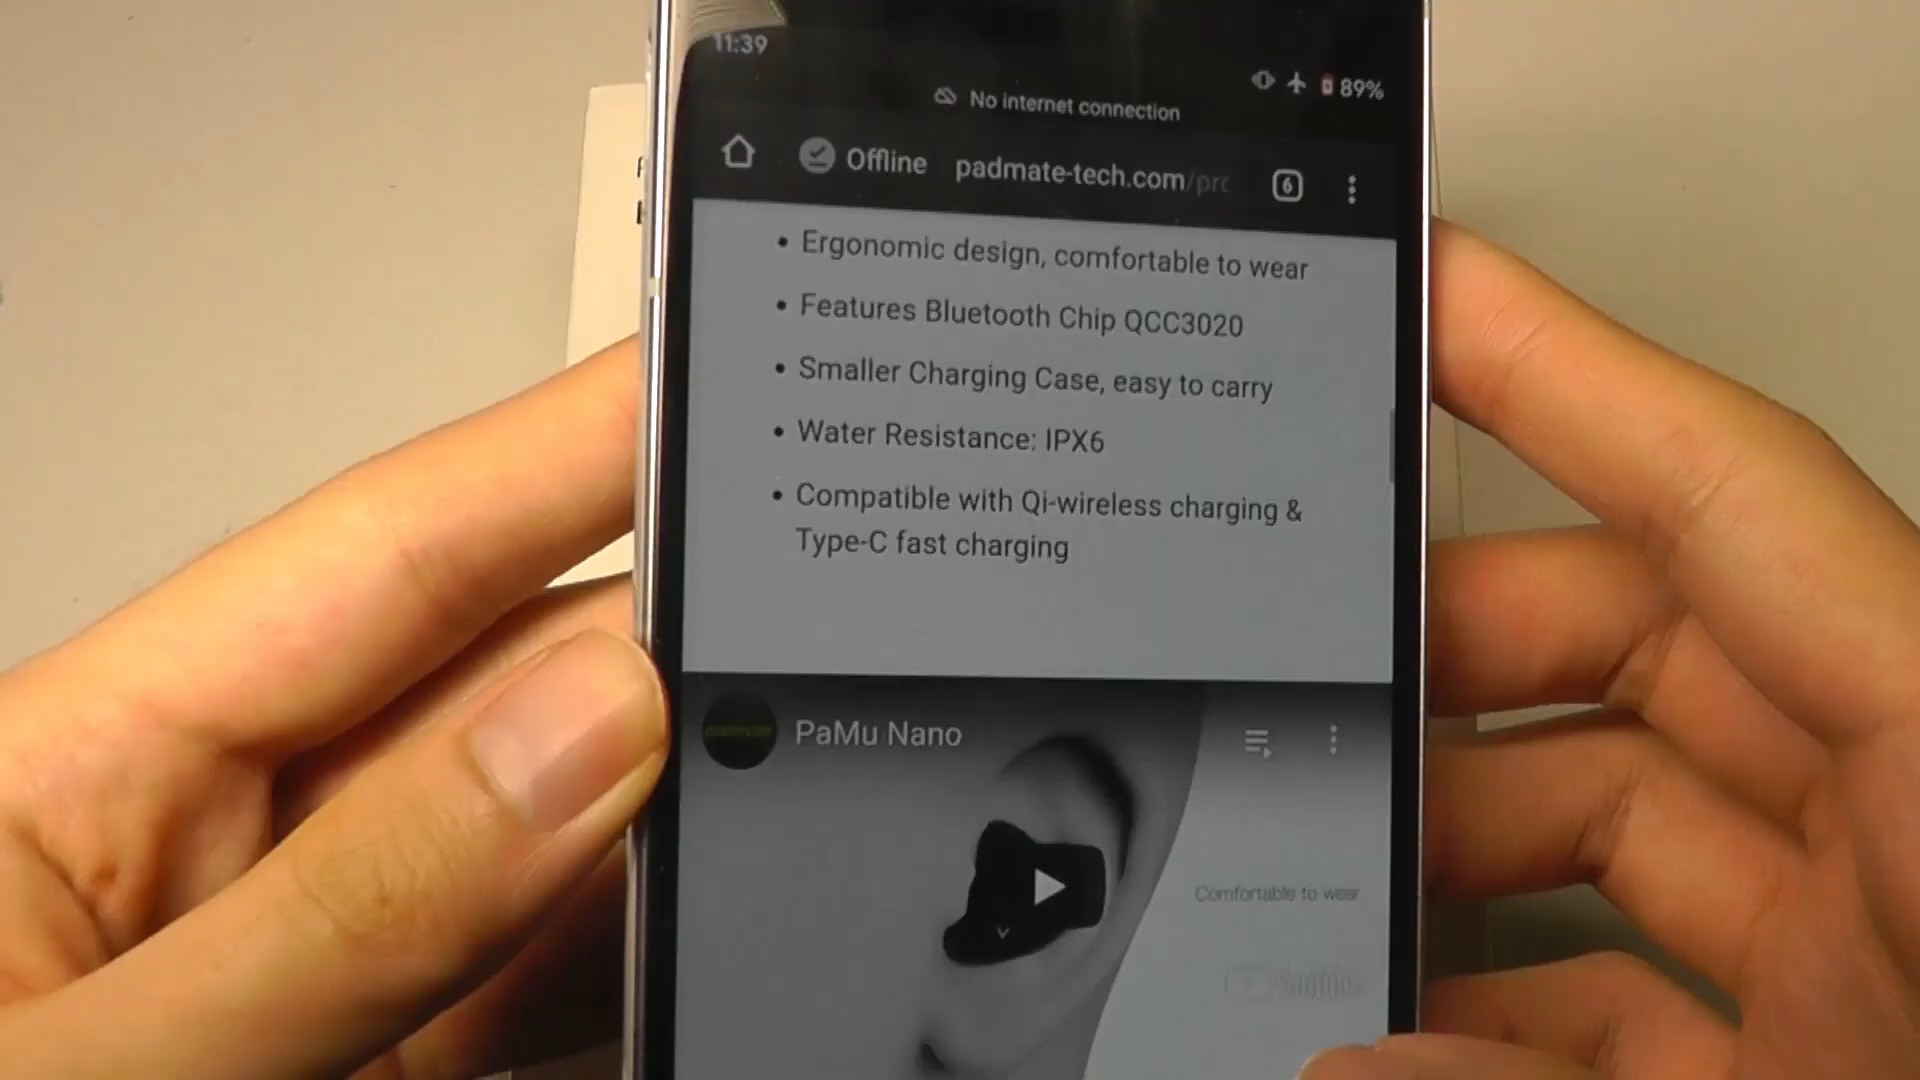 11:39
89%
No internet connection
Offline padmate-tech.com/pro
6
Ergonomic design, comfortable to wear
Features Bluetooth Chip QCC3020
Smaller Charging Case, easy to carry
Water Resistance: IPX6
Compatible with Qi-wireless charging &
Type-C fast charging
PaMu Nano
Comfortable to wear